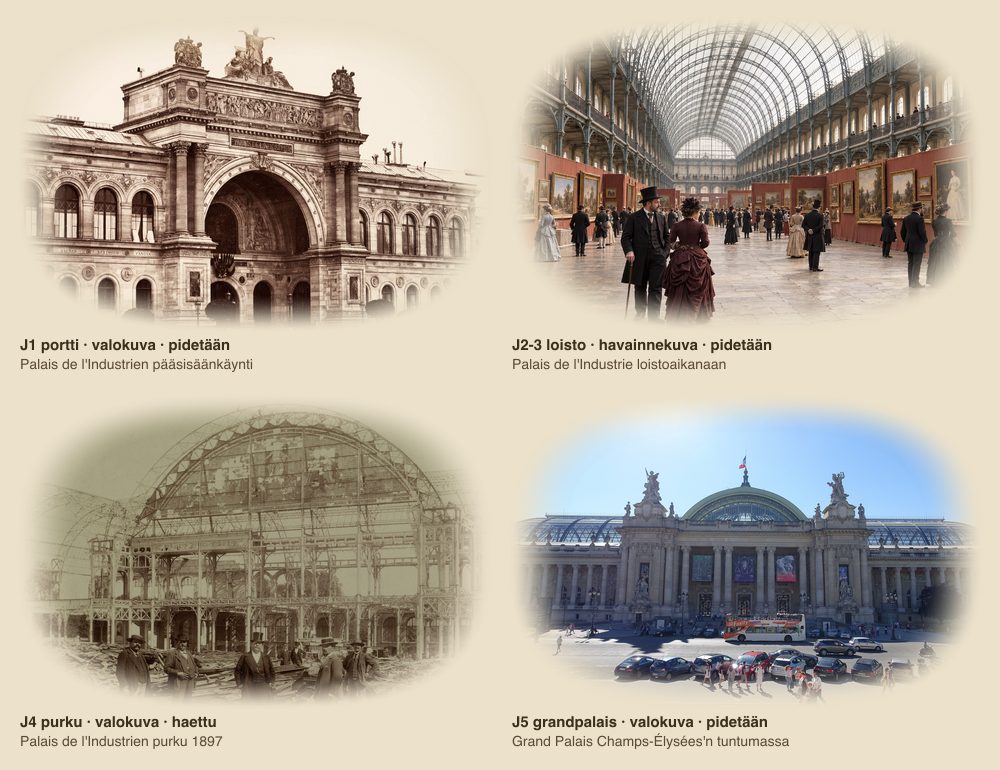 J1 portti · valokuva · pidetään
Palais de l'Industrien pääsisäänkäynti
J2-3 loisto · havainnekuva · pidetään
Palais de l'Industrie loistoaikanaan
J4 purku · valokuva · haettu
Palais de l'Industrien purku 1897
J5 grandpalais · valokuva · pidetään
Grand Palais Champs-Élysées'n tuntumassa